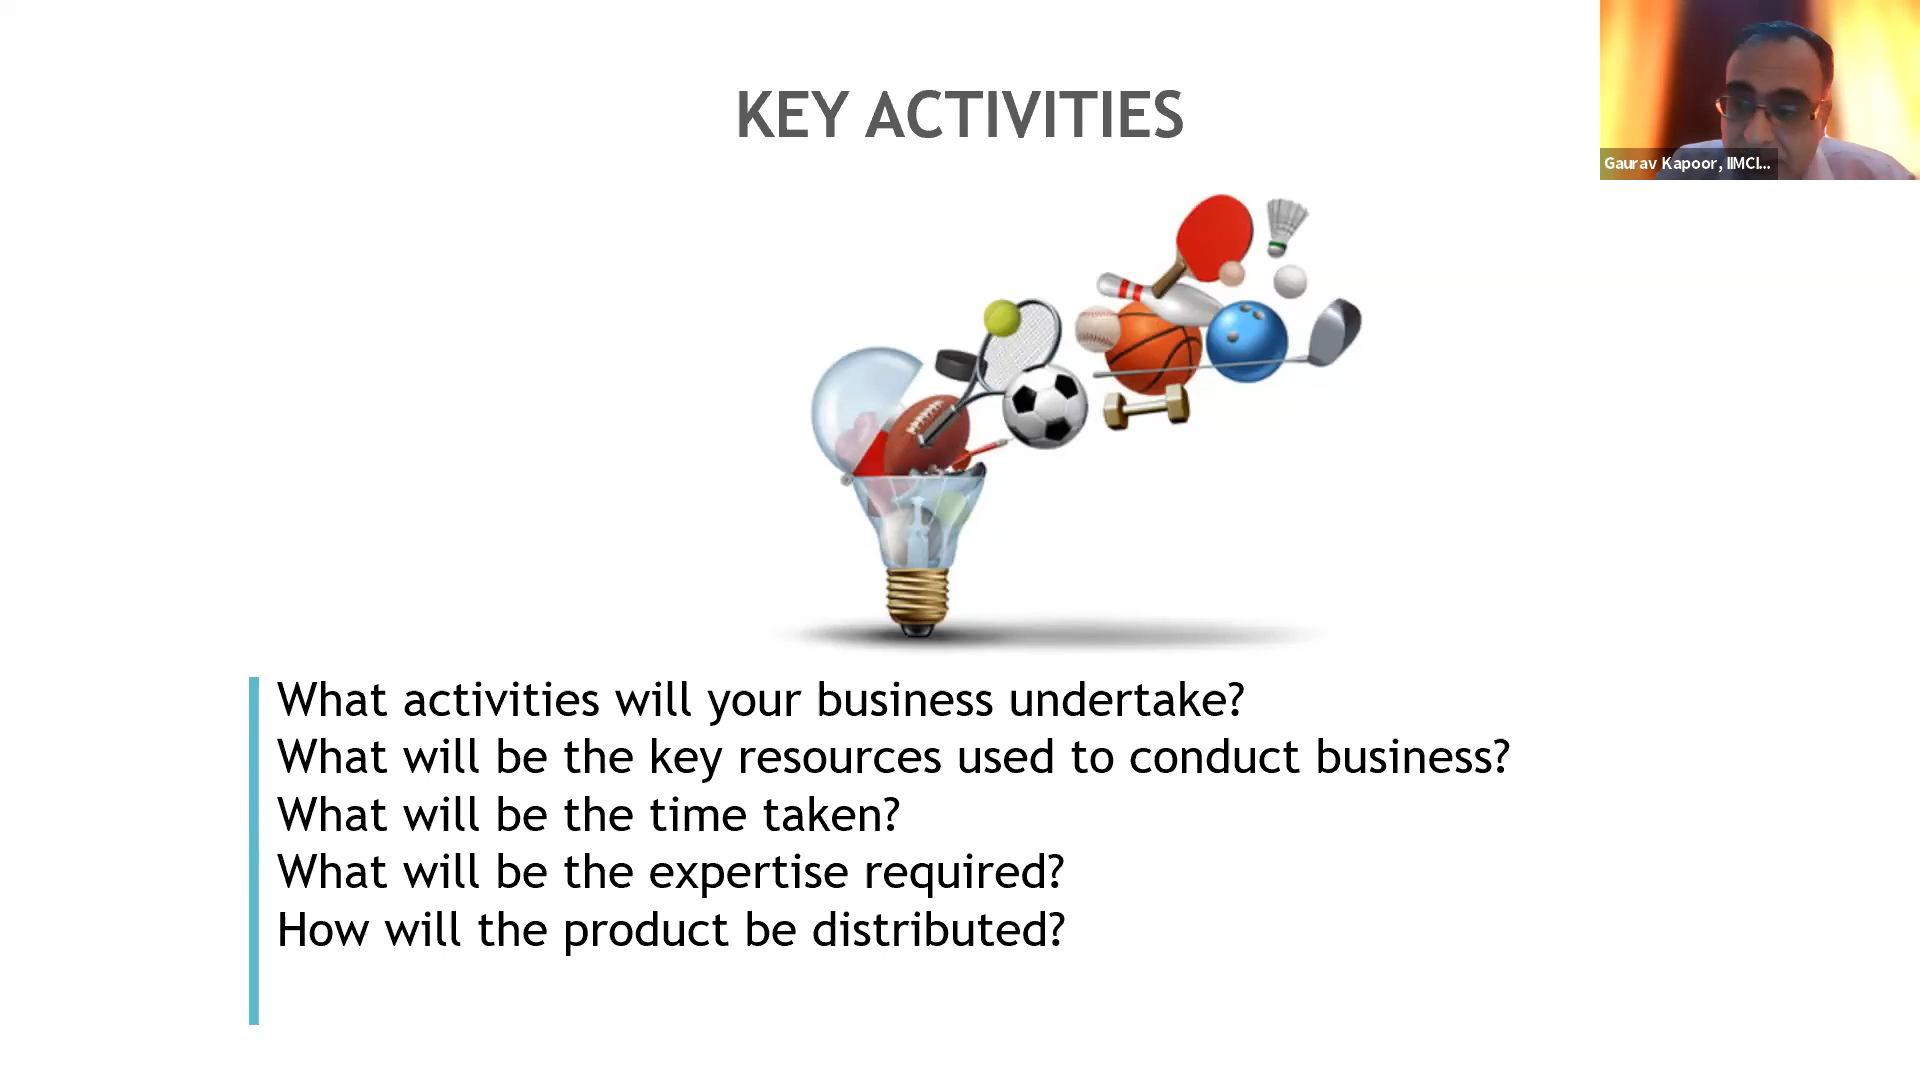 KEY ACTIVITIES
Gaurav Kapoor, IIMCI...
What activities will your business undertake?
What will be the key resources used to conduct business?
What will be the time taken?
What will be the expertise required?
How will the product be distributed?